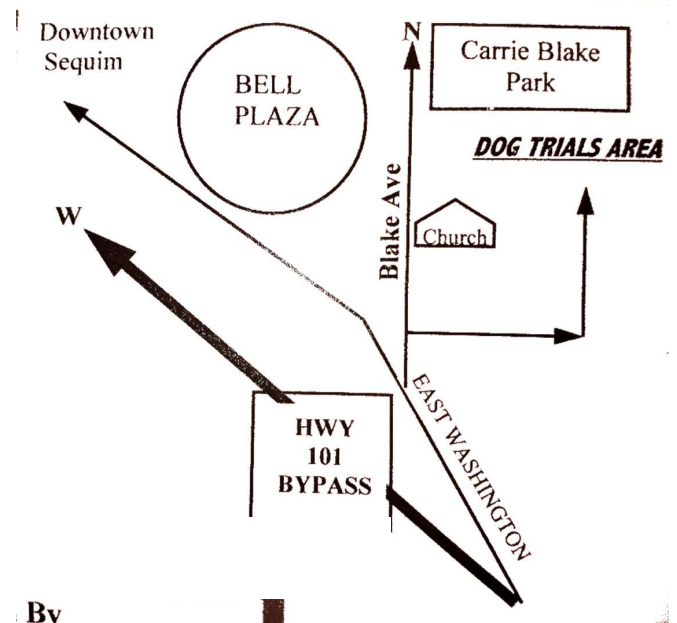 Downtown
Sequim
BELL
PLAZA
N
Carrie Blake
Park
DOG TRIALS AREA
W
Blake Ave
Church
EAST WASHINGTON
HWY
101
BYPASS
By